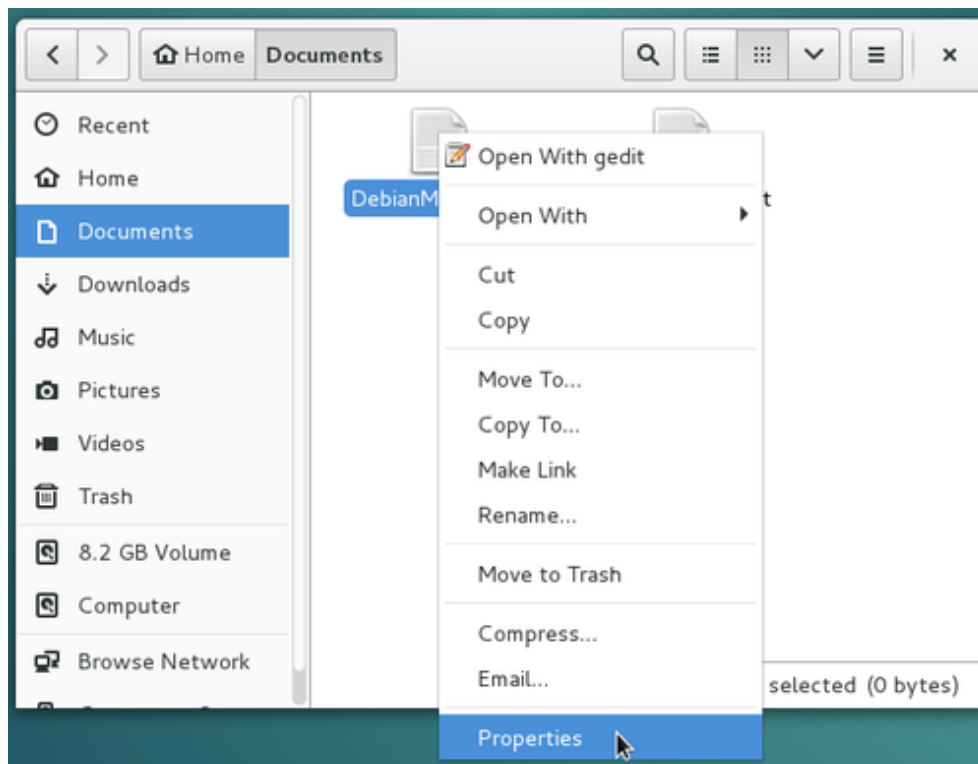 Home Documents
Recent
Home
Documents
Downloads
Music
Pictures
Videos
Trash
8.2 GB Volume
Computer
Browse Network
DebianM
t
Open With gedit
Open With
Cut
Copy
Move To...
Copy To...
Make Link
Rename...
Move to Trash
Compress...
Email...
Properties
selected (0 bytes)